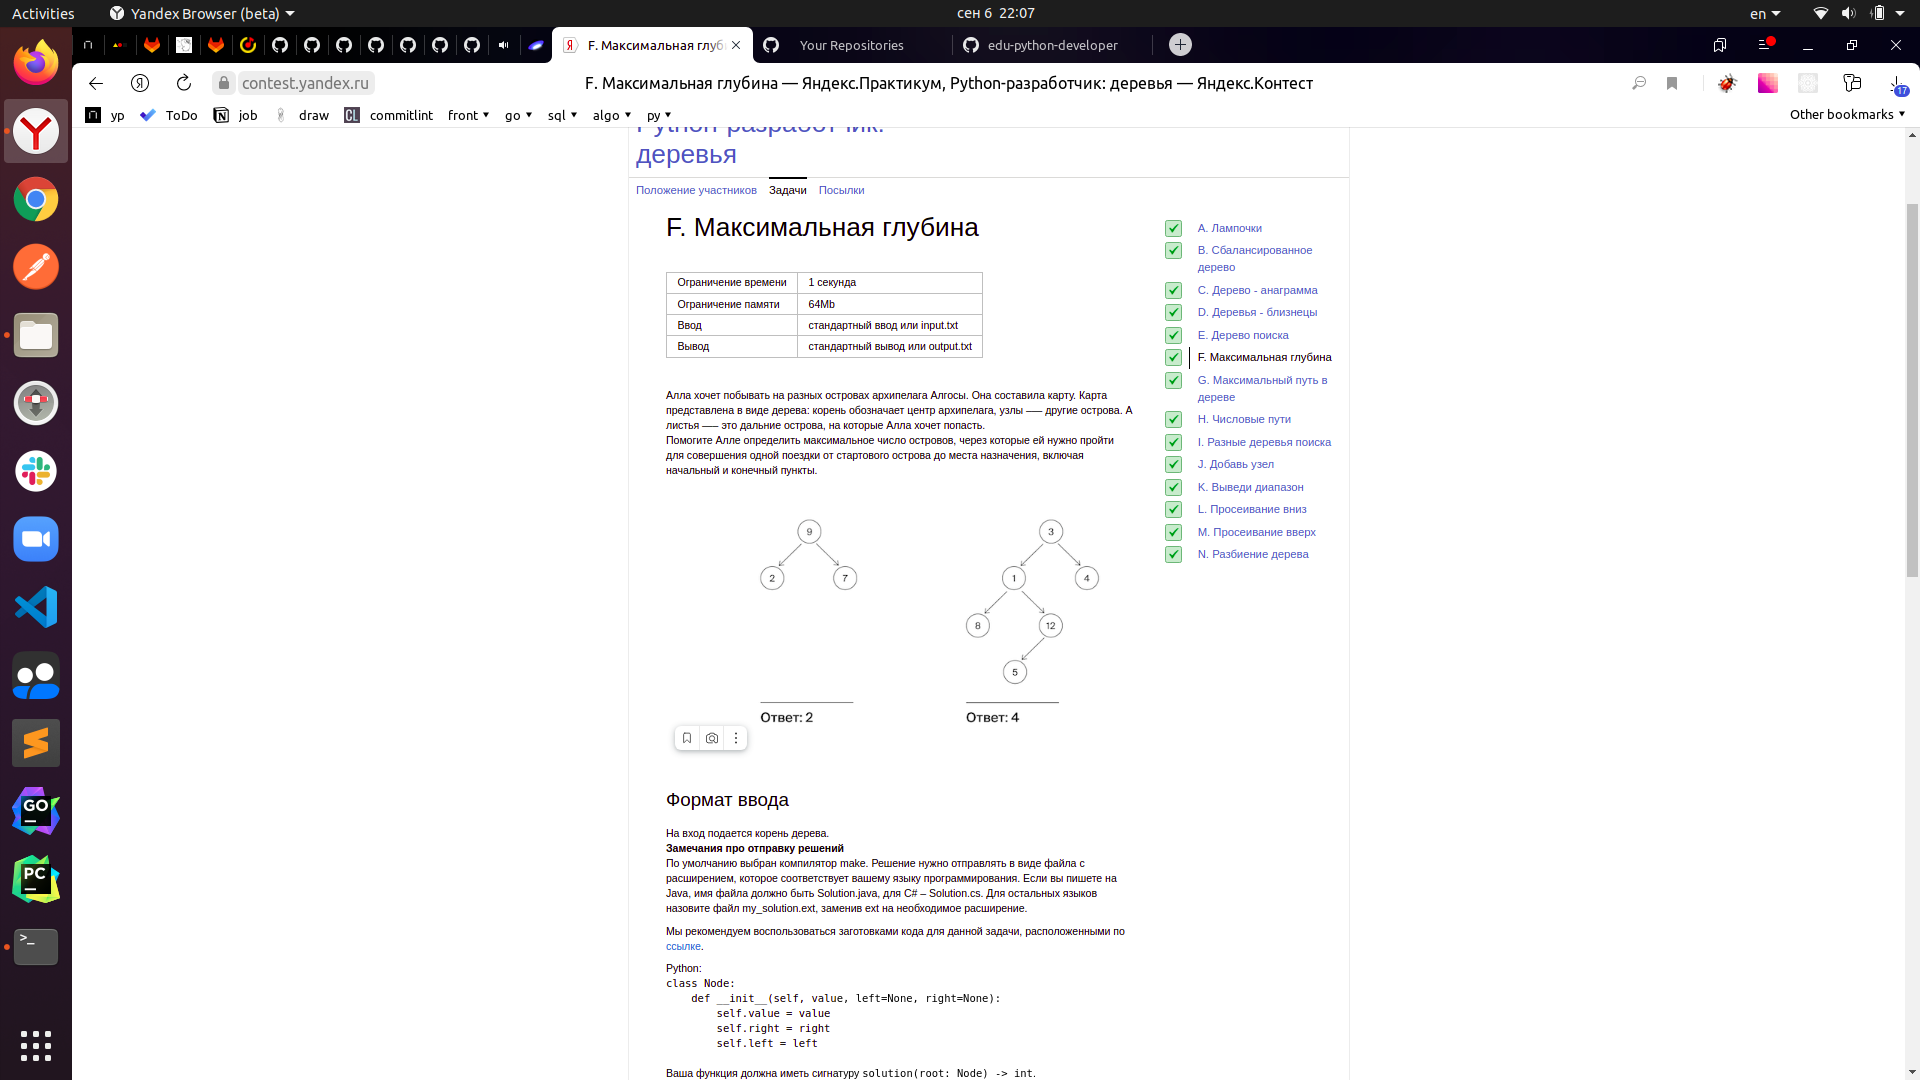 Activities
Yandex Browser (beta)
сен 6 22:07
en
F. Максимальная глуб
Your Repositories
edu-python-developer
contest.yandex.ru
F. Максимальная глубина — Яндекс.Практикум, Python-разработчик: деревья — Яндекс.Контест
17
yp
ToDo
job
draw
CL
commitlint
front
go
sql
algo
py
Other bookmarks
Python-разработчик:
деревья
Положение участников
Задачи
Посылки
F. Максимальная глубина
Ограничение времени 1 секунда
Ограничение памяти 64Mb
Ввод стандартный ввод или input.txt
Вывод стандартный вывод или output.txt
Алла хочет побывать на разных островах архипелага Алгосы. Она составила карту. Карта
представлена в виде дерева: корень обозначает центр архипелага, узлы –— другие острова. А
листья –— это дальние острова, на которые Алла хочет попасть.
Помогите Алле определить максимальное число островов, через которые ей нужно пройти
для совершения одной поездки от стартового острова до места назначения, включая
начальный и конечный пункты.
9
2
7
Ответ: 2
3
1
4
8
12
5
Ответ: 4
Формат ввода
На вход подается корень дерева.
Замечания про отправку решений
По умолчанию выбран компилятор make. Решение нужно отправлять в виде файла с
расширением, которое соответствует вашему языку программирования. Если вы пишете на
Java, имя файла должно быть Solution.java, для C# – Solution.cs. Для остальных языков
назовите файл my_solution.ext, заменив ext на необходимое расширение.
Мы рекомендуем воспользоваться заготовками кода для данной задачи, расположенными по
ссылке.
Python:
class Node:
    def __init__(self, value, left=None, right=None):
        self.value = value
        self.right = right
        self.left = left
Ваша функция должна иметь сигнатуру solution(root: Node) -> int.
A. Лампочки
B. Сбалансированное
дерево
C. Дерево - анаграмма
D. Деревья - близнецы
E. Дерево поиска
F. Максимальная глубина
G. Максимальный путь в
дереве
H. Числовые пути
I. Разные деревья поиска
J. Добавь узел
K. Выведи диапазон
L. Просеивание вниз
M. Просеивание вверх
N. Разбиение дерева
GO
PC
>_